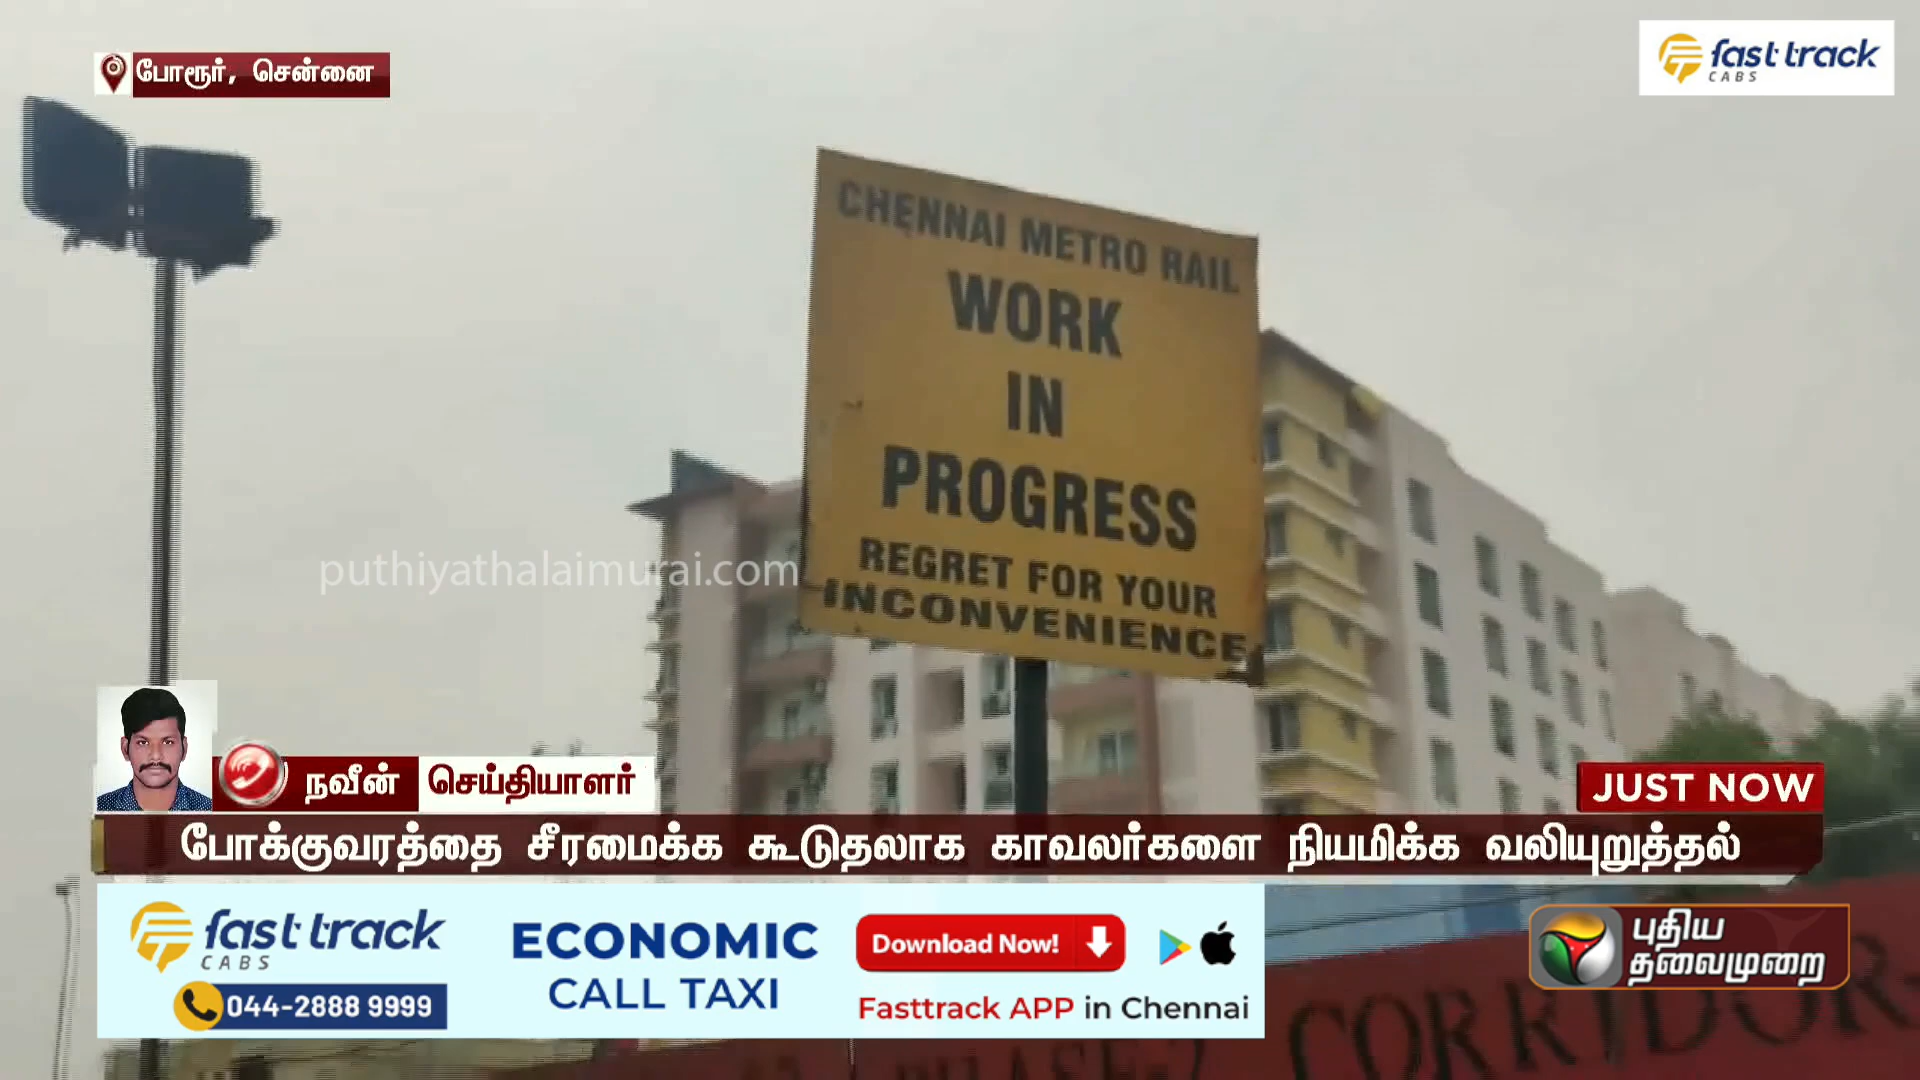 போரூர், சென்னை
fast track
CABS
CHENNAI METRO RAIL
WORK
IN
PROGRESS
REGRET FOR YOUR
INCONVENIENCE
puthiyathalaimurai.com
நவீன் செய்தியாளர்
JUST NOW
போக்குவரத்தை சீரமைக்க கூடுதலாக காவலர்களை நியமிக்க வலியுறுத்தல்
fast track
CABS
044-2888 9999
ECONOMIC
CALL TAXI
Download Now!
Fasttrack APP in Chennai
புதிய
தலைமுறை
PHASE-2 CORRIDOR-